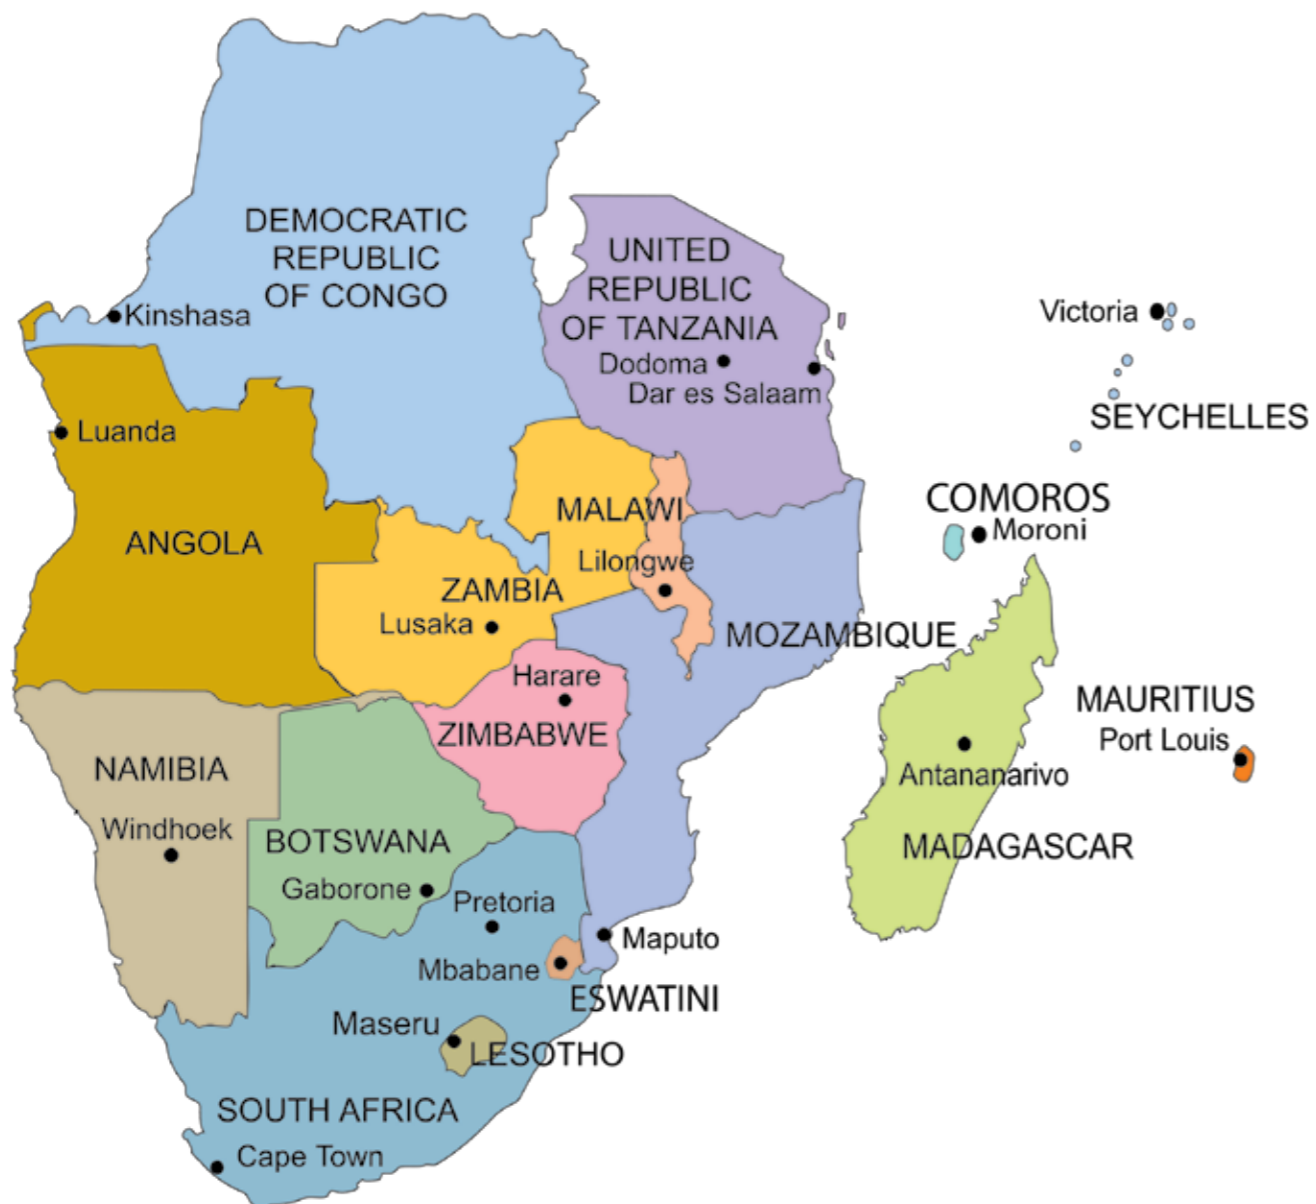 DEMOCRATIC
REPUBLIC
OF CONGO
Kinshasa
UNITED
REPUBLIC
OF TANZANIA
Dodoma
Dar es Salaam
Victoria
SEYCHELLES
Luanda
ANGOLA
COMOROS
Moroni
MALAWI
Lilongwe
ZAMBIA
Lusaka
MOZAMBIQUE
Harare
ZIMBABWE
MAURITIUS
Port Louis
Antananarivo
MADAGASCAR
NAMIBIA
Windhoek
BOTSWANA
Gaborone
Pretoria
Maputo
Mbabane
ESWATINI
Maseru
LESOTHO
SOUTH AFRICA
Cape Town